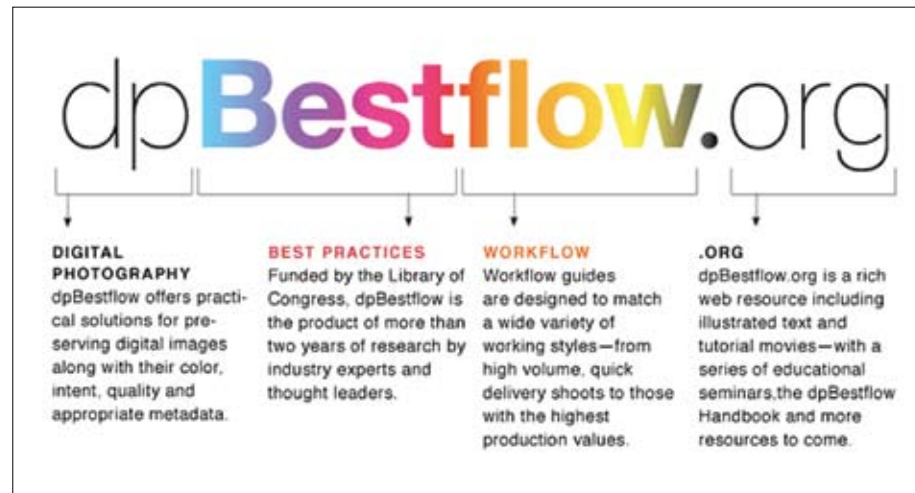 dpBestflow.org
DIGITAL
PHOTOGRAPHY
dpBestflow offers practi-
cal solutions for pre-
serving digital images
along with their color,
intent, quality and
appropriate metadata.
BEST PRACTICES
Funded by the Library of
Congress, dpBestflow is
the product of more than
two years of research by
industry experts and
thought leaders.
WORKFLOW
Workflow guides
are designed to match
a wide variety of
working styles—from
high volume, quick
delivery shoots to those
with the highest
production values.
.ORG
dpBestflow.org is a rich
web resource including
illustrated text and
tutorial movies—with a
series of educational
seminars,the dpBestflow
Handbook and more
resources to come.